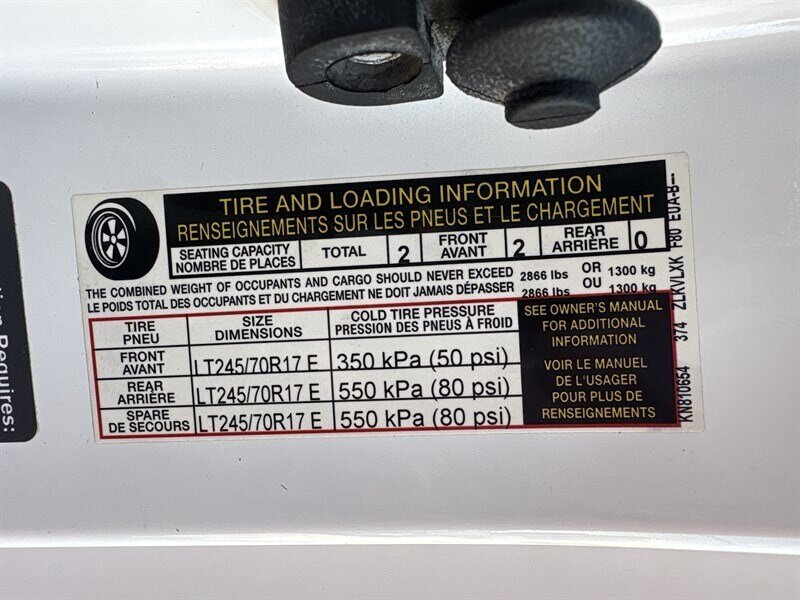 TIRE AND LOADING INFORMATION
RENSEIGNEMENTS SUR LES PNEUS ET LE CHARGEMENT
SEATING CAPACITY NOMBRE DE PLACES TOTAL 2 FRONT AVANT 2 REAR ARRIÈRE 0
THE COMBINED WEIGHT OF OCCUPANTS AND CARGO SHOULD NEVER EXCEED 2866 lbs OR 1300 kg
LE POIDS TOTAL DES OCCUPANTS ET DU CHARGEMENT NE DOIT JAMAIS DÉPASSER 2866 lbs OU 1300 kg
TIRE PNEU SIZE DIMENSIONS COLD TIRE PRESSURE PRESSION DES PNEUS À FROID
FRONT AVANT LT245/70R17 E 350 kPa (50 psi)
REAR ARRIÈRE LT245/70R17 E 550 kPa (80 psi)
SPARE DE SECOURS LT245/70R17 E 550 kPa (80 psi)
SEE OWNER'S MANUAL
FOR ADDITIONAL
INFORMATION
VOIR LE MANUEL
DE L'USAGER
POUR PLUS DE
RENSEIGNEMENTS
KN810654 374 ZLKVLXK F80 EUA-B---
Requires: